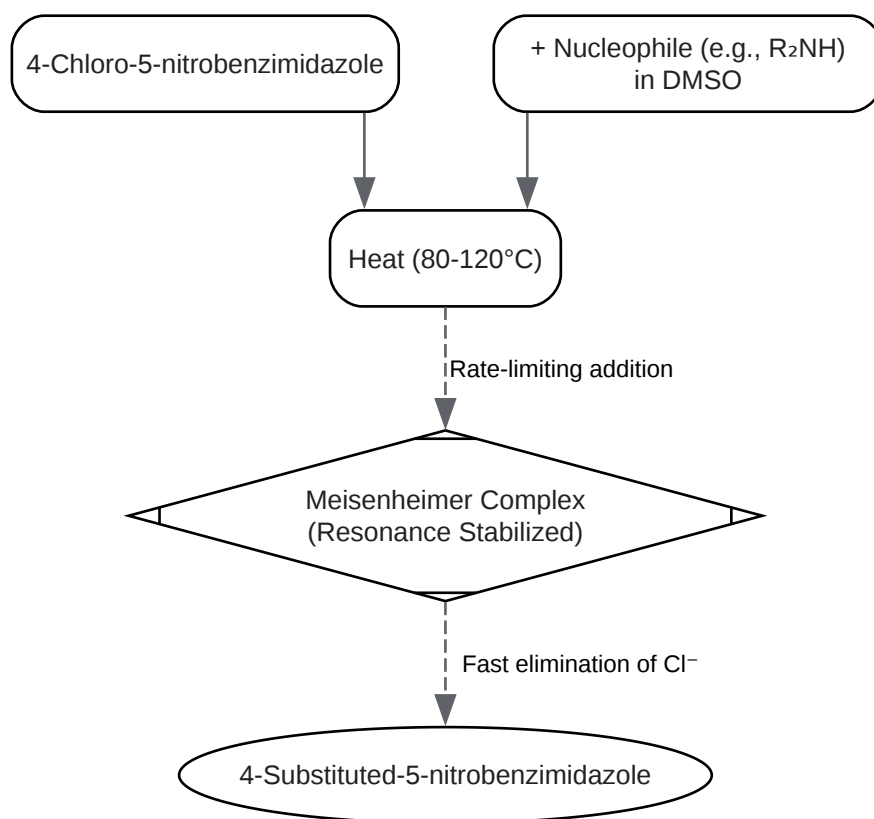 4-Chloro-5-nitrobenzimidazole
+ Nucleophile (e.g., R₂NH)
in DMSO
Heat (80-120°C)
Rate-limiting addition
Meisenheimer Complex
(Resonance Stabilized)
Fast elimination of Cl⁻
4-Substituted-5-nitrobenzimidazole